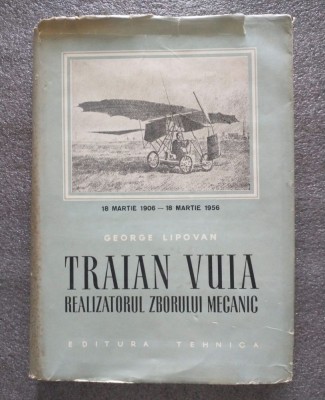 18 MARTIE 1906 — 18 MARTIE 1956
GEORGE LIPOVAN
TRAIAN VUIA
REALIZATORUL ZBORULUI MECANIC
EDITURA TEHNICA